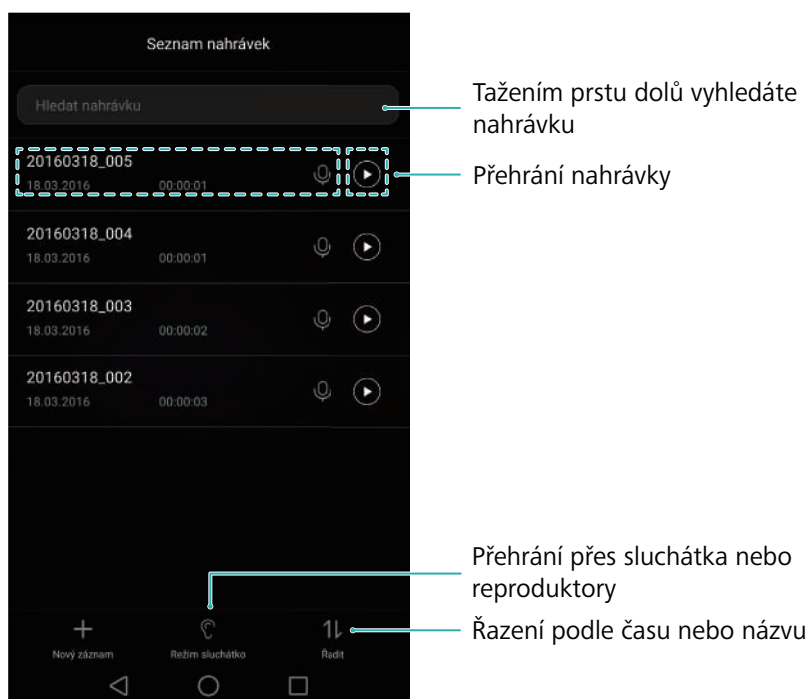 Seznam nahrávek
Hledat nahrávku
Tažením prstu dolů vyhledáte
nahrávku
20160318_005
18.03.2016 00:00:01
Přehrání nahrávky
20160318_004
18.03.2016 00:00:01
20160318_003
18.03.2016 00:00:02
20160318_002
18.03.2016 00:00:03
Přehrání přes sluchátka nebo
reproduktory
Řazení podle času nebo názvu
Nový záznam Režim sluchátko Řadit